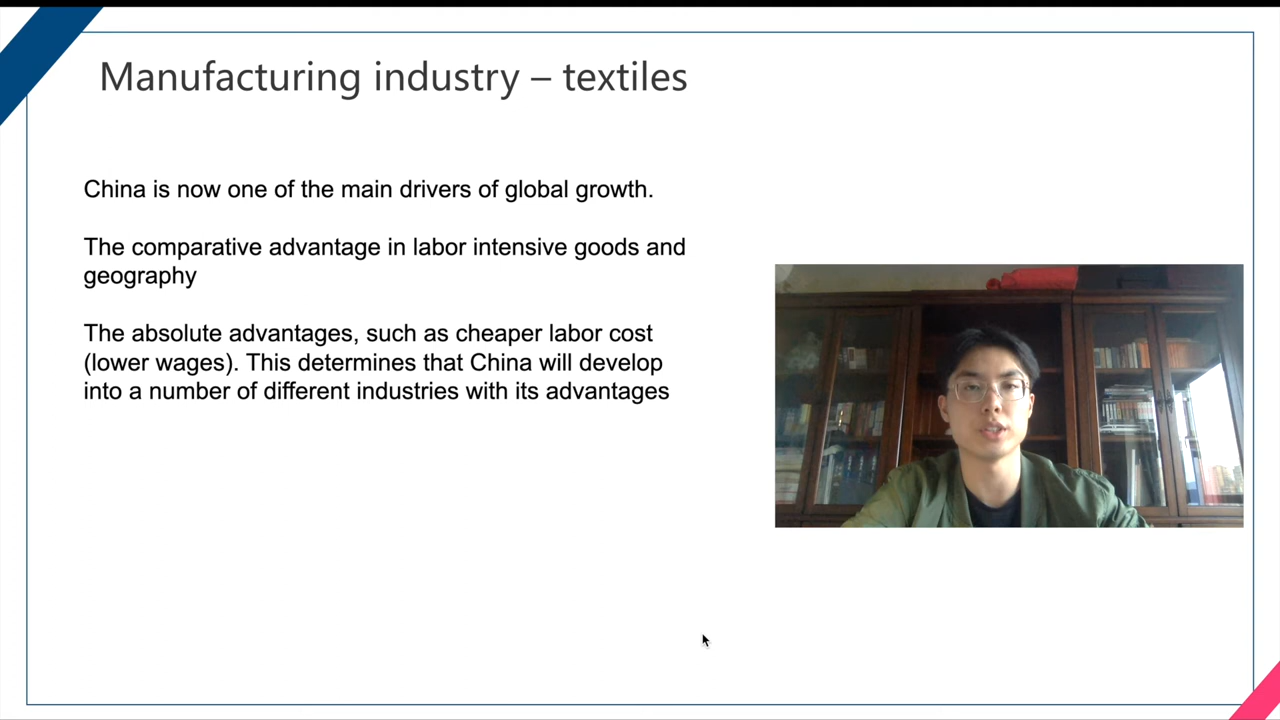 Manufacturing industry – textiles
China is now one of the main drivers of global growth.
The comparative advantage in labor intensive goods and
geography
The absolute advantages, such as cheaper labor cost
(lower wages). This determines that China will develop
into a number of different industries with its advantages